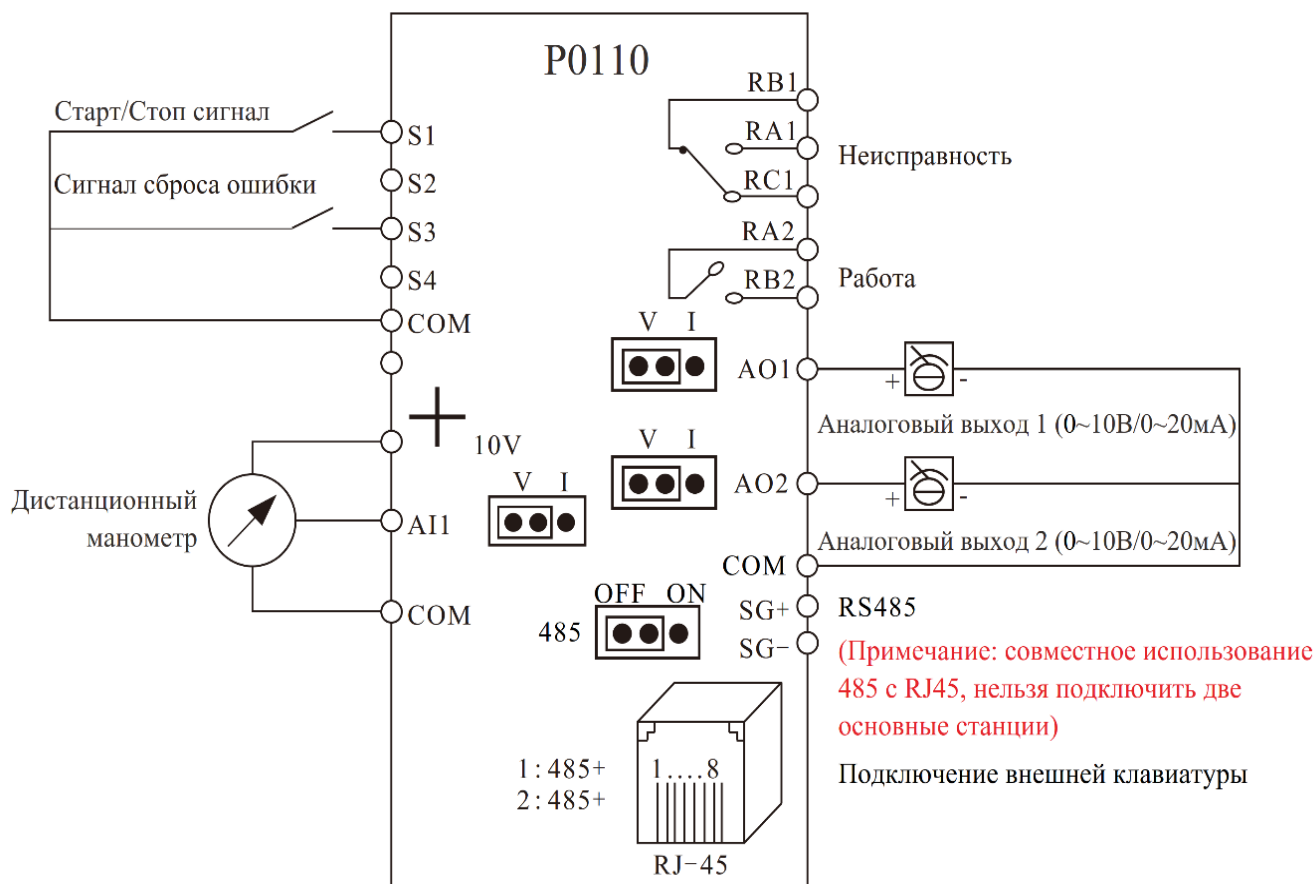 P0110
Старт/Стоп сигнал
S1
Сигнал сброса ошибки
S2
S3
S4
COM
10V
V I
Дистанционный
манометр
AI1
COM
RB1
RA1
Неисправность
RC1
RA2
Работа
RB2
V I
AO1
+ -
Аналоговый выход 1 (0~10В/0~20мА)
V I
AO2
+ -
Аналоговый выход 2 (0~10В/0~20мА)
COM
OFF ON
485
SG+
RS485
SG-
(Примечание: совместное использование
485 с RJ45, нельзя подключить две
основные станции)
Подключение внешней клавиатуры
1:485+
2:485+
1....8
RJ-45